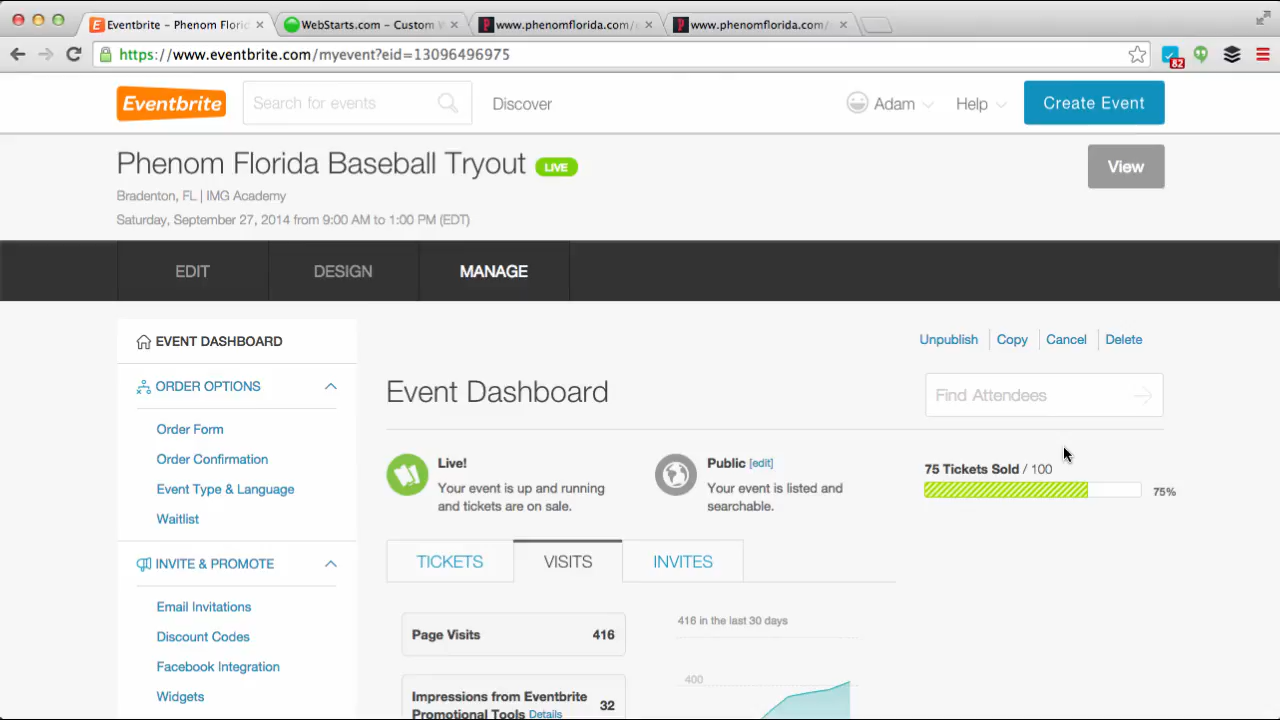 Eventbrite – Phenom Flori
WebStarts.com – Custom
www.phenomflorida.com/
www.phenomflorida.com/
https://www.eventbrite.com/myevent?eid=13096496975
82
Eventbrite
Search for events
Discover
Adam
Help
Create Event
Phenom Florida Baseball Tryout
LIVE
View
Bradenton, FL | IMG Academy
Saturday, September 27, 2014 from 9:00 AM to 1:00 PM (EDT)
EDIT
DESIGN
MANAGE
EVENT DASHBOARD
ORDER OPTIONS
Order Form
Order Confirmation
Event Type & Language
Waitlist
INVITE & PROMOTE
Email Invitations
Discount Codes
Facebook Integration
Widgets
Unpublish
Copy
Cancel
Delete
Event Dashboard
Find Attendees
Live!
Your event is up and running
and tickets are on sale.
Public [edit]
Your event is listed and
searchable.
75 Tickets Sold / 100
75%
TICKETS
VISITS
INVITES
Page Visits 416
Impressions from Eventbrite
Promotional Tools Details
32
416 in the last 30 days
400